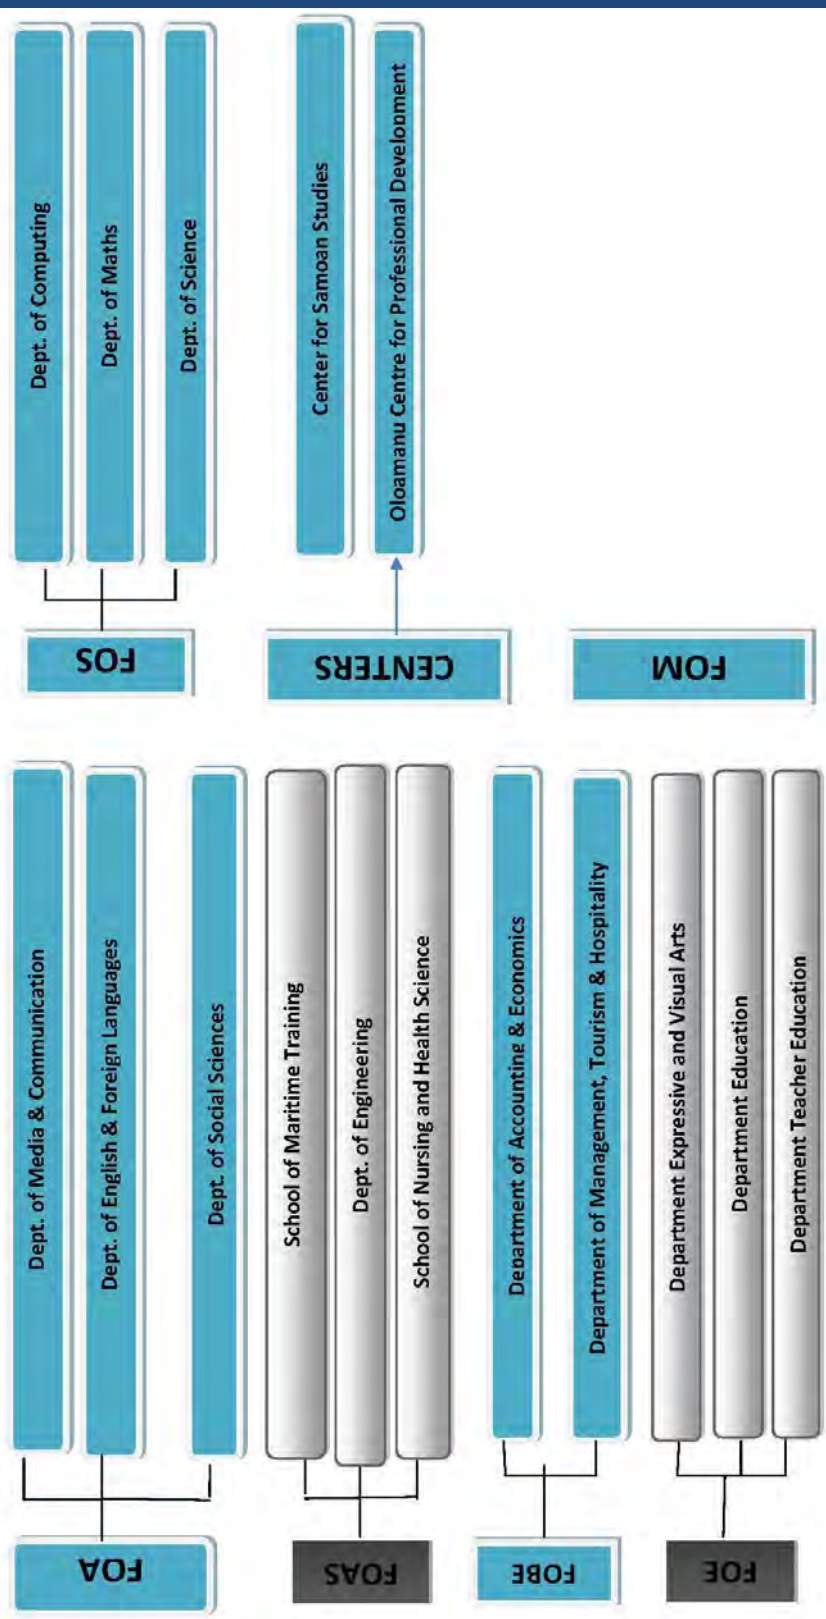 FOA
Dept. of Media & Communication
Dept. of English & Foreign Languages
Dept. of Social Sciences
FOAS
School of Maritime Training
Dept. of Engineering
School of Nursing and Health Science
FOBE
Department of Accounting & Economics
Department of Management, Tourism & Hospitality
FOE
Department Expressive and Visual Arts
Department Education
Department Teacher Education
FOS
Dept. of Computing
Dept. of Maths
Dept. of Science
CENTERS
Center for Samoan Studies
Oloamanu Centre for Professional Development
FOM